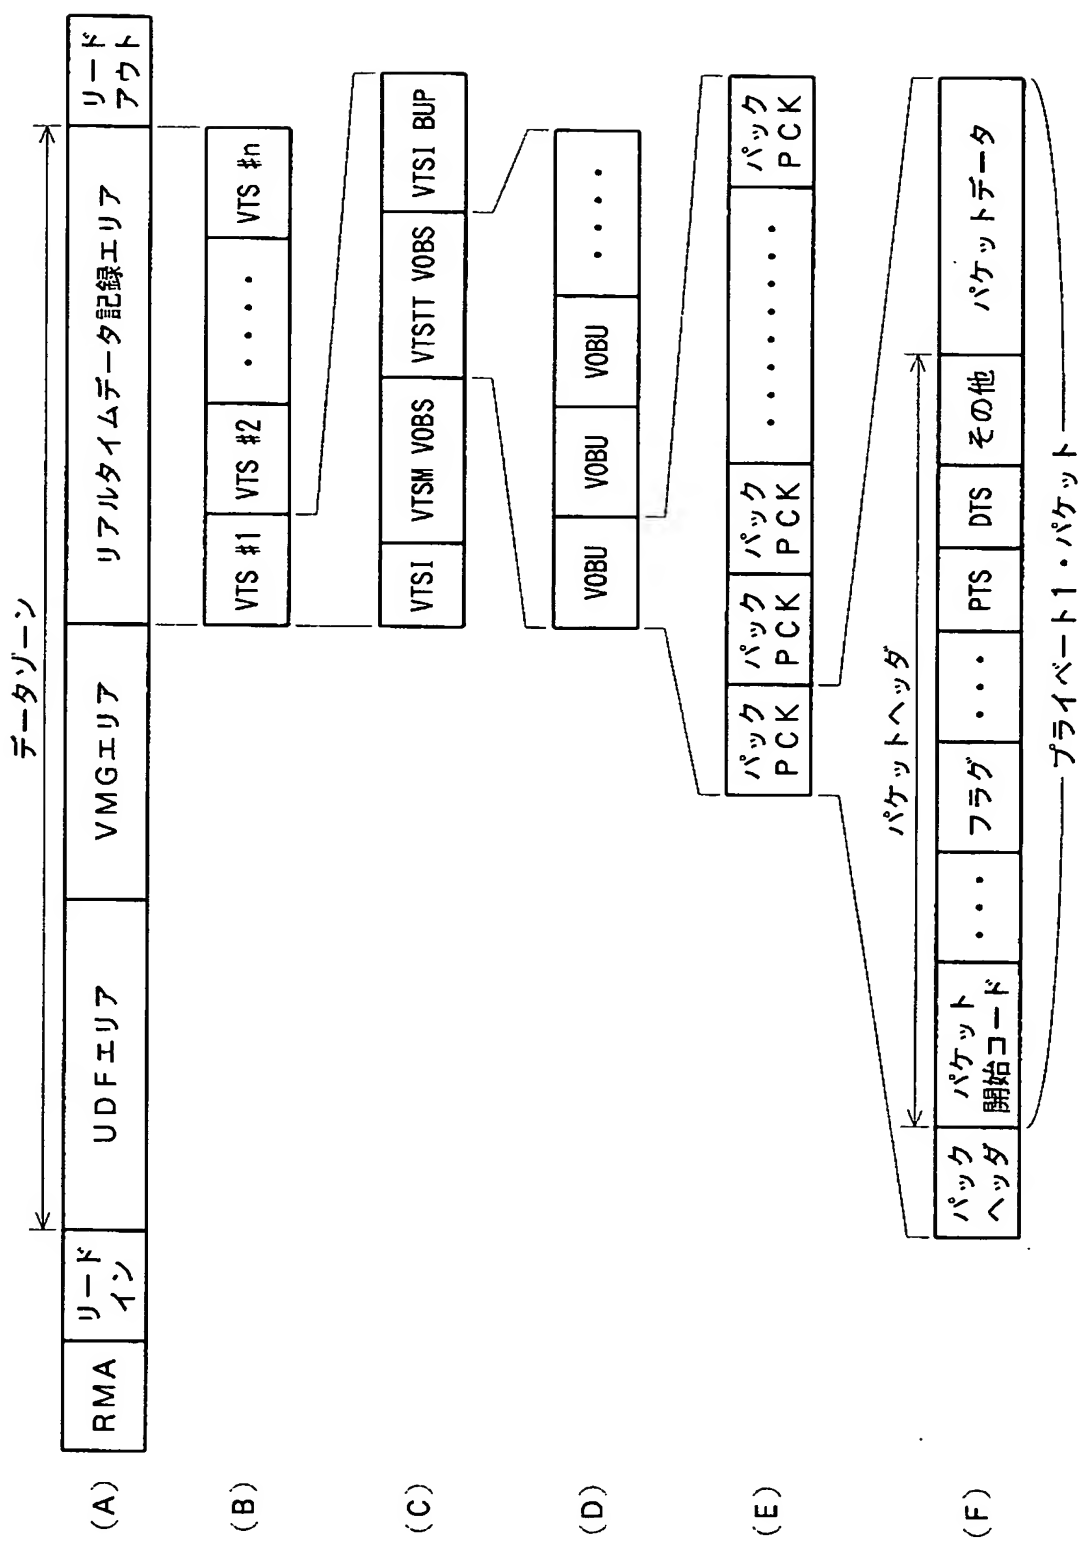 データゾーン
(A)
RMA
リード
イン
UDFエリア
VMGエリア
リアルタイムデータ記録エリア
リード
アウト
(B)
VTS #1
VTS #2
・・・・
VTS #n
(C)
VTSI
VTSM VOBS
VTSTT VOBS
VTSI BUP
(D)
VOBU
VOBU
VOBU
・・・・
(E)
パック
PCK
パック
PCK
パック
PCK
・・・・・・・・
パック
PCK
パケットヘッダ
(F)
パック
ヘッダ
パケット
開始コード
・・・
フラグ
・・・
PTS
DTS
その他
パケットデータ
プライベート1・パケット